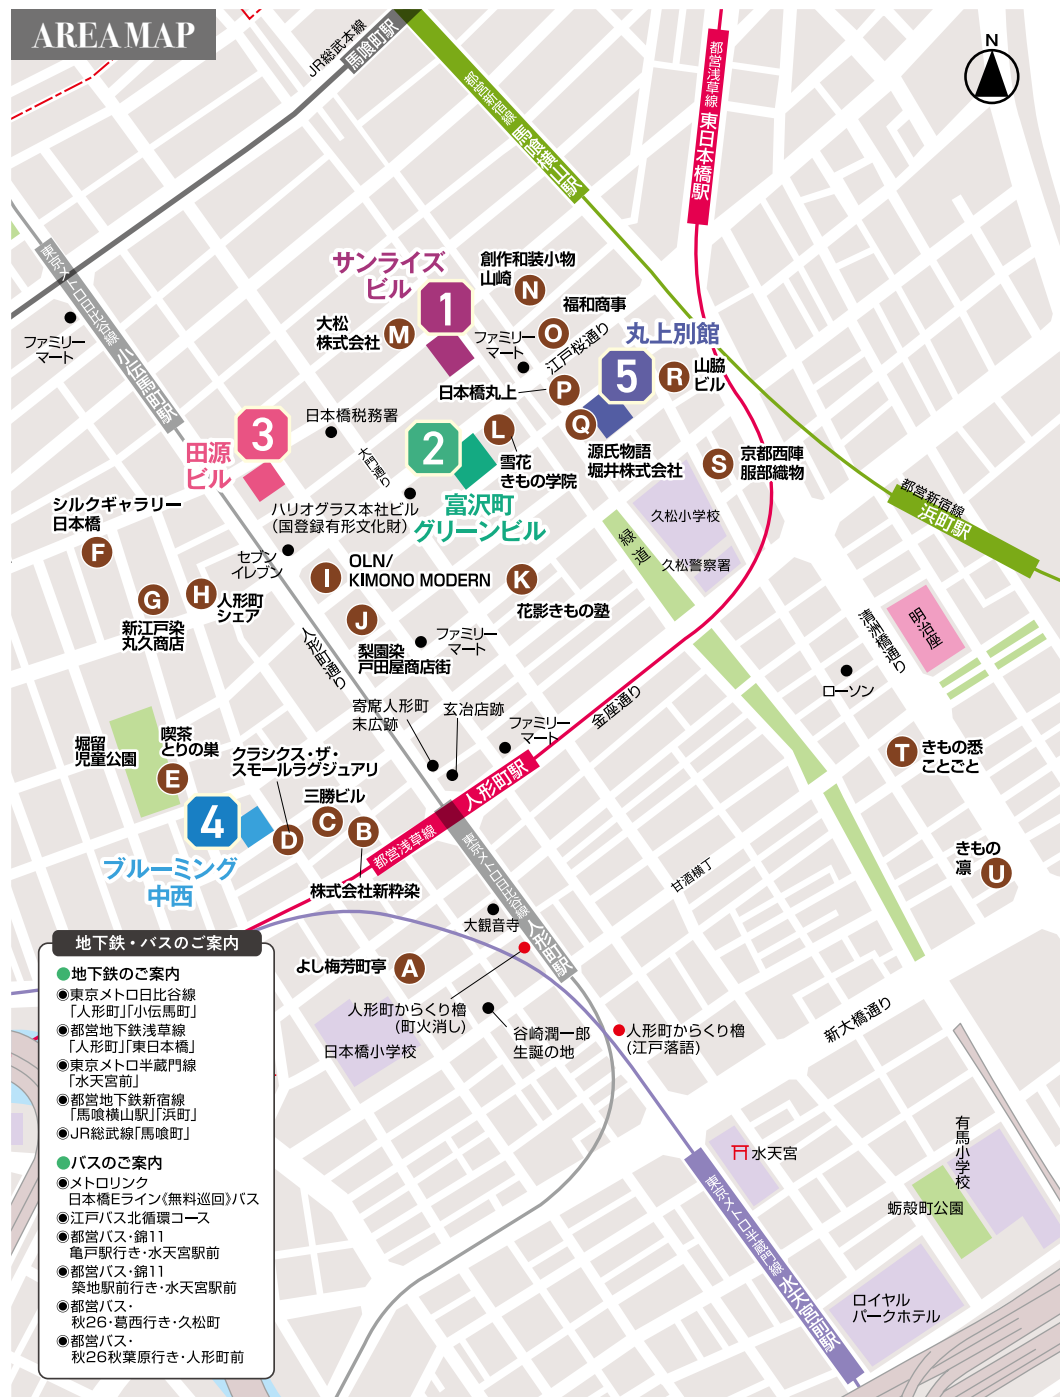 AREA MAP
N
JR総武本線
馬喰町駅
都営新宿線
馬喰横山駅
都営浅草線
東日本橋駅
東京メトロ日比谷線
小伝馬町駅
ファミリー
マート
サンライズ
ビル
1
創作和装小物
山崎
N
福和商事
O
大松
株式会社
M
ファミリー
マート
江戸桜通り
丸上別館
5
山脇
ビル
R
日本橋丸上
P
Q
源氏物語
堀井株式会社
S
京都西陣
服部織物
3
田源
ビル
日本橋税務署
大門通り
2
富沢町
グリーンビル
L
雪花
きもの学院
ハリオグラス本社ビル
(国登録有形文化財)
シルクギャラリー
日本橋
F
セブン
イレブン
久松小学校
緑道
久松警察署
都営新宿線
浜町駅
I
OLN/
KIMONO MODERN
K
花影きもの塾
G
新江戸染
丸久商店
H
人形町
シェア
J
梨園染
戸田屋商店街
ファミリー
マート
人形町通り
清洲橋通り
明治座
ローソン
寄席人形町
末広跡
玄冶店跡
ファミリー
マート
金座通り
堀留
児童公園
喫茶
とりの巣
E
クラシクス・ザ・
スモールラグジュアリ
D
三勝ビル
C
B
株式会社新粋染
4
ブルーミング
中西
人形町駅
都営浅草線
東京メトロ日比谷線
人形町駅
T
きもの悉
ことごと
きもの
凛
U
甘酒横丁
大観音寺
よし梅芳町亭
A
人形町からくり櫓
(町火消し)
谷崎潤一郎
生誕の地
人形町からくり櫓
(江戸落語)
新大橋通り
日本橋小学校
水天宮
有馬小学校
蛎殻町公園
東京メトロ半蔵門線
水天宮前駅
ロイヤル
パークホテル
地下鉄・バスのご案内
●地下鉄のご案内
◉東京メトロ日比谷線
「人形町」「小伝馬町」
◉都営地下鉄浅草線
「人形町」「東日本橋」
◉東京メトロ半蔵門線
「水天宮前」
◉都営地下鉄新宿線
「馬喰横山駅」「浜町」
◉JR総武線「馬喰町」
●バスのご案内
◉メトロリンク
日本橋Eライン《無料巡回》バス
◉江戸バス北循環コース
◉都営バス・錦11
亀戸駅行き・水天宮駅前
◉都営バス・錦11
築地駅前行き・水天宮駅前
◉都営バス・
秋26・葛西行き・久松町
◉都営バス・
秋26秋葉原行き・人形町前